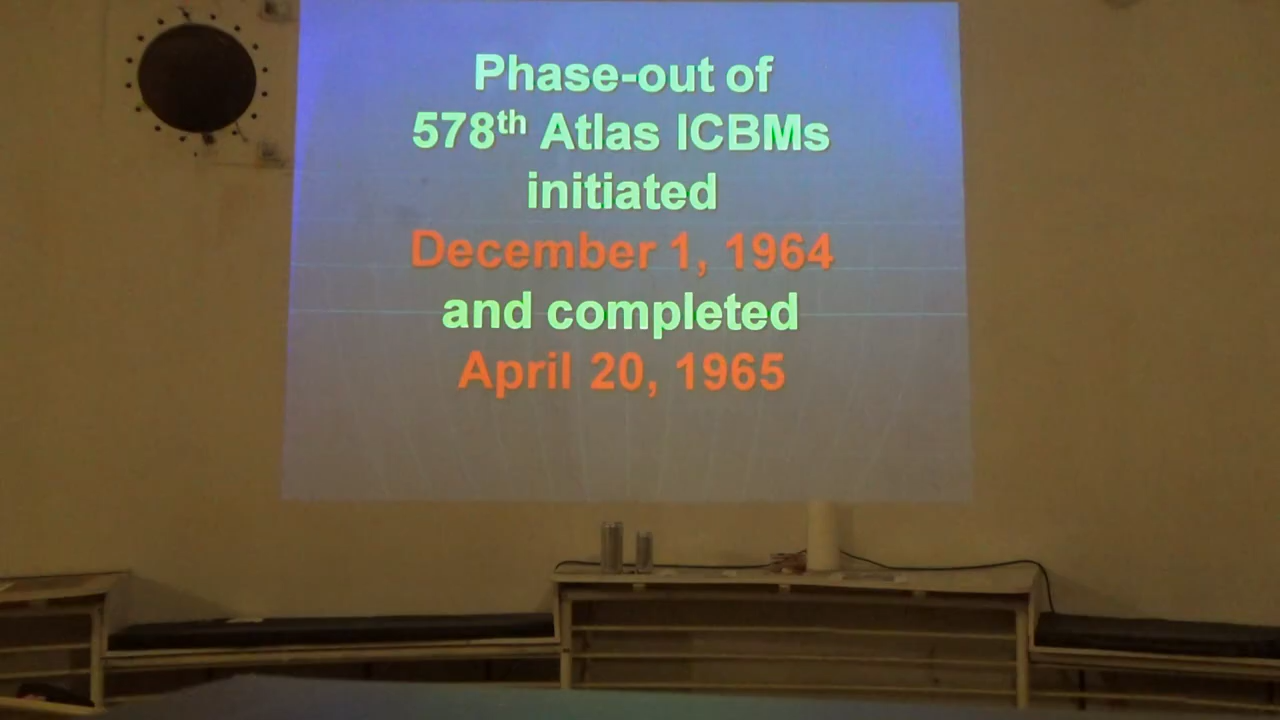 Phase-out of
578th Atlas ICBMs
initiated
December 1, 1964
and completed
April 20, 1965